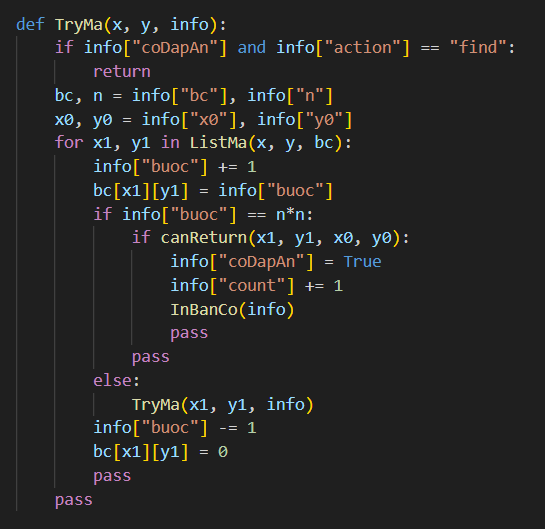 def TryMa(x, y, info):
    if info["coDapAn"] and info["action"] == "find":
        return
    bc, n = info["bc"], info["n"]
    x0, y0 = info["x0"], info["y0"]
    for x1, y1 in ListMa(x, y, bc):
        info["buoc"] += 1
        bc[x1][y1] = info["buoc"]
        if info["buoc"] == n*n:
            if canReturn(x1, y1, x0, y0):
                info["coDapAn"] = True
                info["count"] += 1
                InBanCo(info)
                pass
            pass
        else:
            TryMa(x1, y1, info)
        info["buoc"] -= 1
        bc[x1][y1] = 0
        pass
    pass